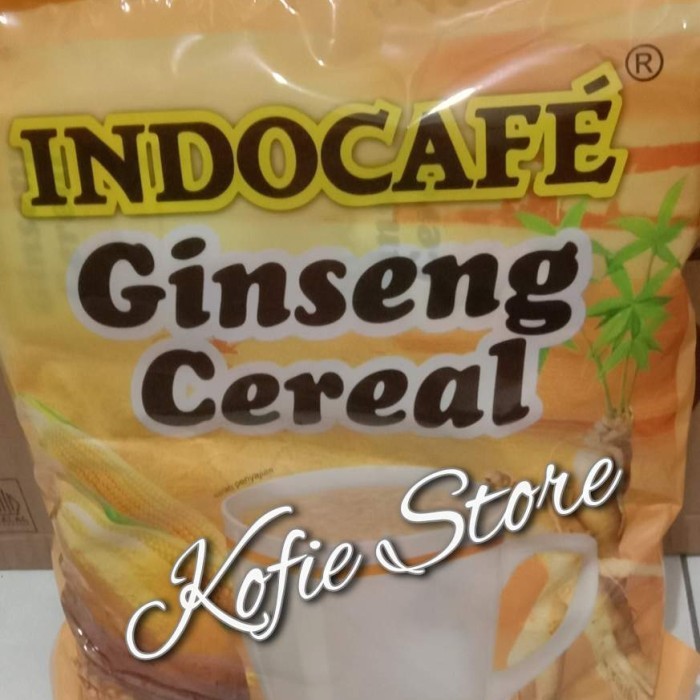 INDOCAFÉ®
Ginseng
Cereal
Kofie Store